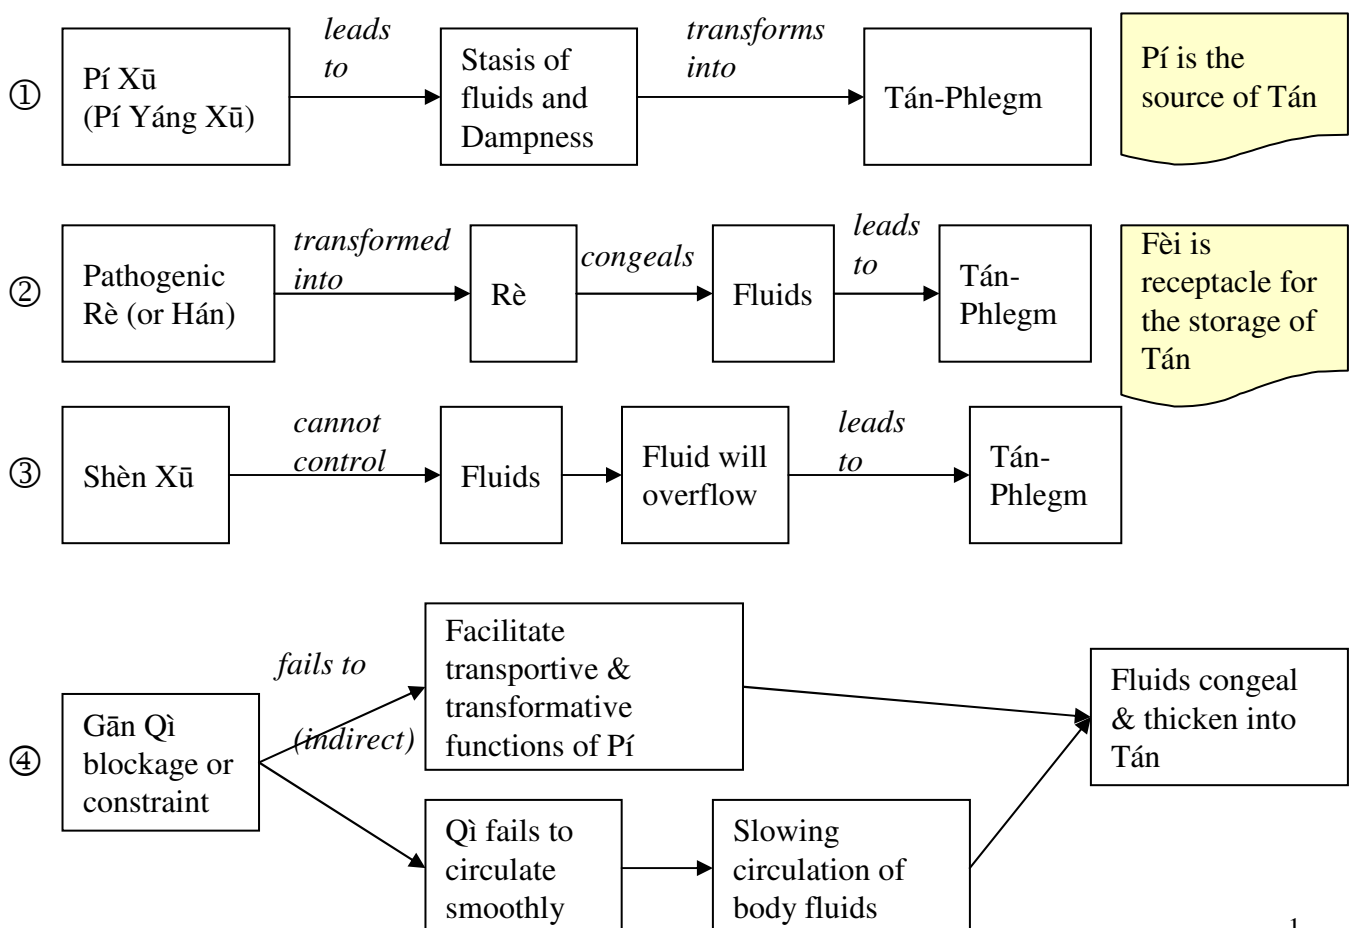 ①
Pí Xū
(Pí Yáng Xū)
leads
to
Stasis of
fluids and
Dampness
transforms
into
Tán-Phlegm
Pí is the
source of Tán
②
Pathogenic
Rè (or Hán)
transformed
into
Rè
congeals
Fluids
leads
to
Tán-
Phlegm
Fèi is
receptacle for
the storage of
Tán
③
Shèn Xū
cannot
control
Fluids
Fluid will
overflow
leads
to
Tán-
Phlegm
④
Gān Qì
blockage or
constraint
fails to
(indirect)
Facilitate
transportive &
transformative
functions of Pí
Qì fails to
circulate
smoothly
Slowing
circulation of
body fluids
Fluids congeal
& thicken into
Tán
1